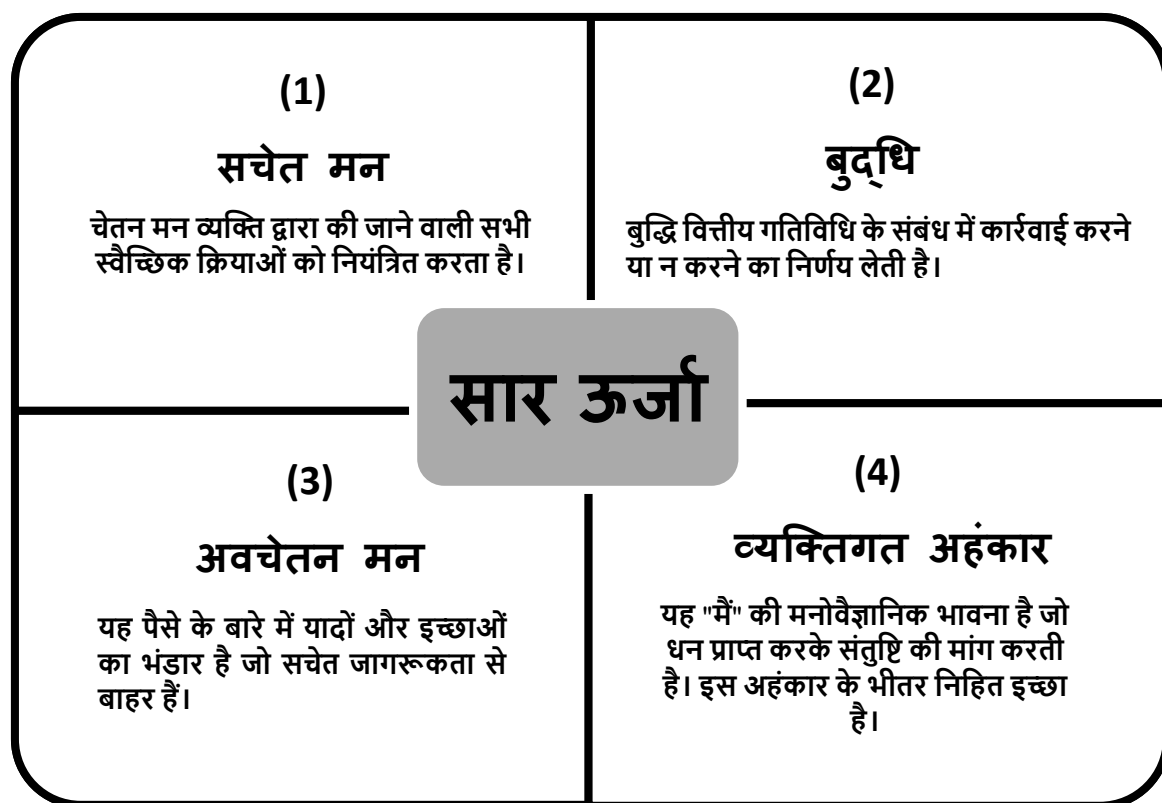 (1)
सचेत मन
चेतन मन व्यक्ति द्वारा की जाने वाली सभी
स्वैच्छिक क्रियाओं को नियंत्रित करता है।
(2)
बुद्धि
बुद्धि वित्तीय गतिविधि के संबंध में कार्रवाई करने
या न करने का निर्णय लेती है।
सार ऊर्जा
(3)
अवचेतन मन
यह पैसे के बारे में यादों और इच्छाओं
का भंडार है जो सचेत जागरूकता से
बाहर हैं।
(4)
व्यक्तिगत अहंकार
यह "मैं" की मनोवैज्ञानिक भावना है जो
धन प्राप्त करके संतुष्टि की मांग करती
है। इस अहंकार के भीतर निहित इच्छा
है।